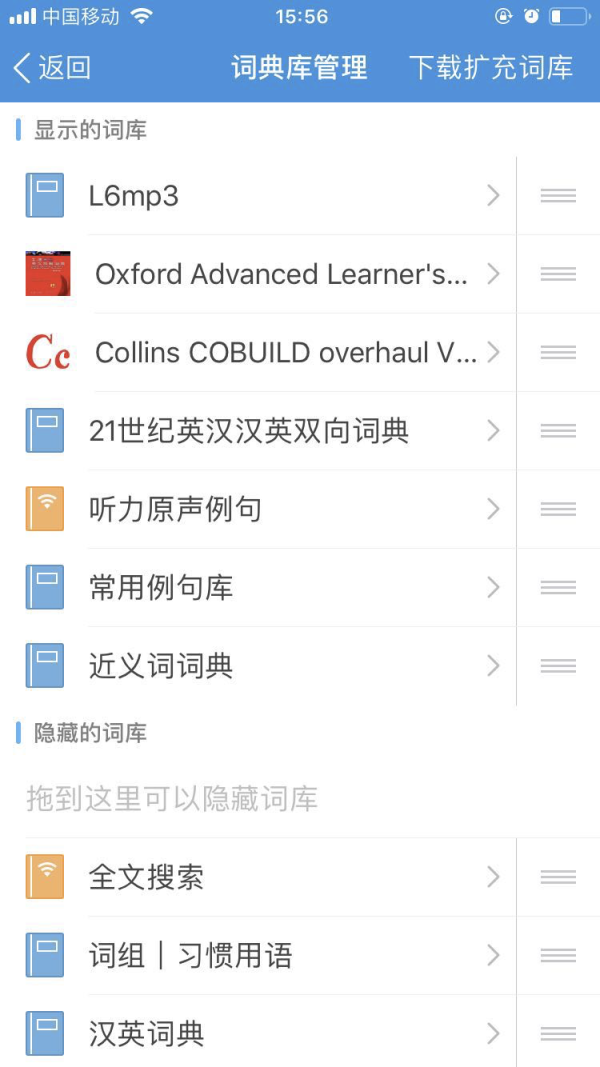 中国移动
15:56
返回
词典库管理
下载扩充词库
显示的词库
L6mp3
Oxford Advanced Learner's...
Cc
Collins COBUILD overhaul V...
21世纪英汉汉英双向词典
听力原声例句
常用例句库
近义词词典
隐藏的词库
拖到这里可以隐藏词库
全文搜索
词组｜习惯用语
汉英词典